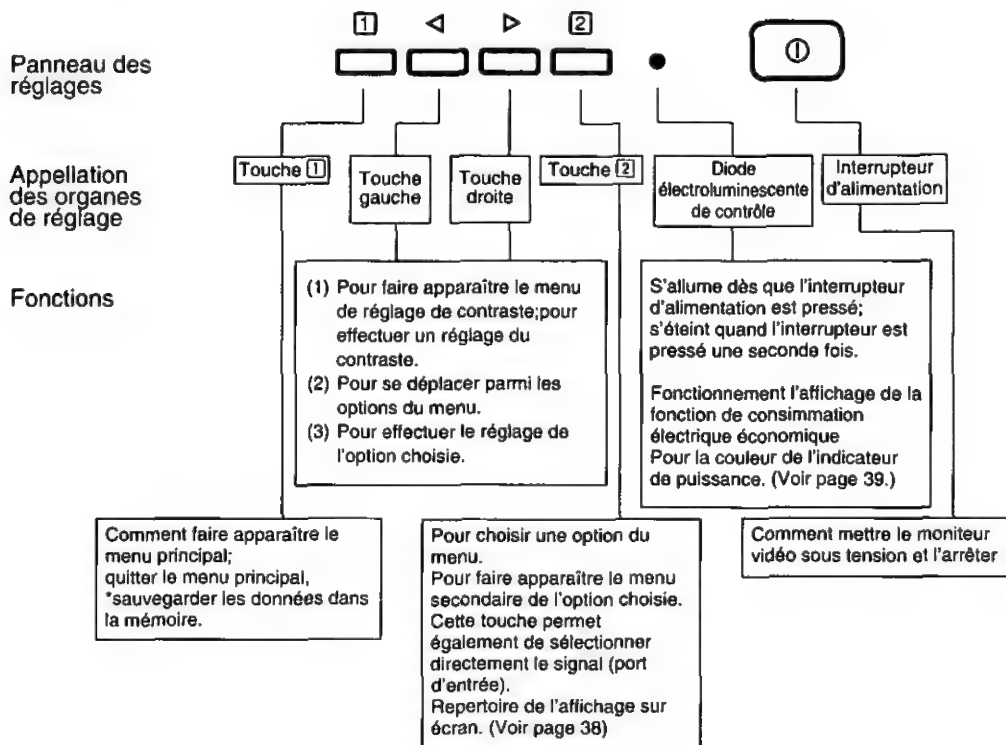 1 ◁ ▷ 2
Panneau des
réglages
Appellation
des organes
de réglage
Touche 1
Touche
gauche
Touche
droite
Touche 2
Diode
électroluminescente
de contrôle
Interrupteur
d'alimentation
Fonctions
(1) Pour faire apparaître le menu
de réglage de contraste;pour
effectuer un réglage du
contraste.
(2) Pour se déplacer parmi les
options du menu.
(3) Pour effectuer le réglage de
l'option choisie.
S'allume dès que l'interrupteur
d'alimentation est pressé;
s'éteint quand l'interrupteur est
pressé une seconde fois.
Fonctionnement l'affichage de la
fonction de consimmation
électrique économique
Pour la couleur de l'indicateur
de puissance. (Voir page 39.)
Comment faire apparaître le
menu principal;
quitter le menu principal,
*sauvegarder les données dans
la mémoire.
Pour choisir une option du
menu.
Pour faire apparaître le menu
secondaire de l'option choisie.
Cette touche permet
également de sélectionner
directement le signal (port
d'entrée).
Repertoire de l'affichage sur
écran. (Voir page 38)
Comment mettre le moniteur
vidéo sous tension et l'arrêter